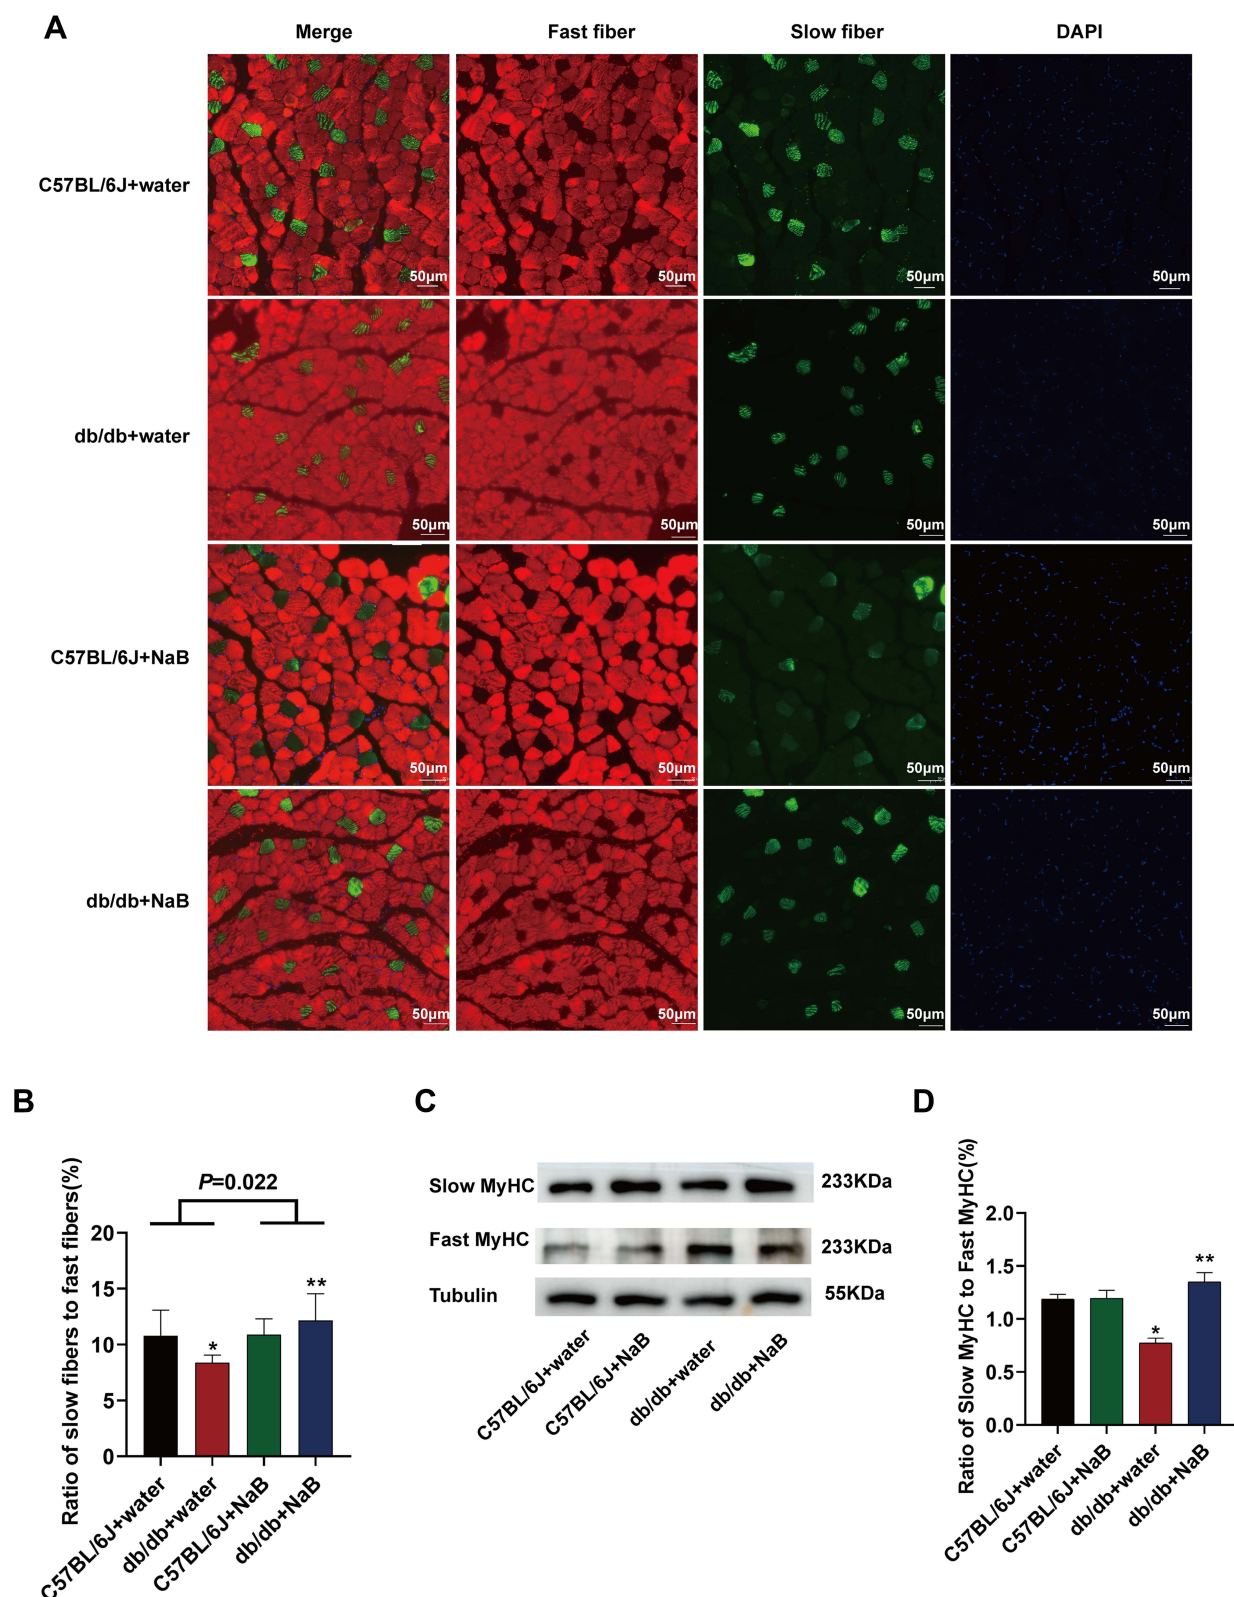 A
Merge Fast fiber Slow fiber DAPI
C57BL/6J+water
50μm 50μm 50μm 50μm
db/db+water
50μm 50μm 50μm 50μm
C57BL/6J+NaB
50μm 50μm 50μm 50μm
db/db+NaB
50μm 50μm 50μm 50μm
B
Ratio of slow fibers to fast fibers(%)
P=0.022
20
15
10
5
0
*
**
C57BL/6J+water
db/db+water
C57BL/6J+NaB
db/db+NaB
C
Slow MyHC 233KDa
Fast MyHC 233KDa
Tubulin 55KDa
C57BL/6J+water
C57BL/6J+NaB
db/db+water
db/db+NaB
D
Ratio of Slow MyHC to Fast MyHC(%)
2.0
1.5
1.0
0.5
0.0
*
**
C57BL/6J+water
C57BL/6J+NaB
db/db+water
db/db+NaB